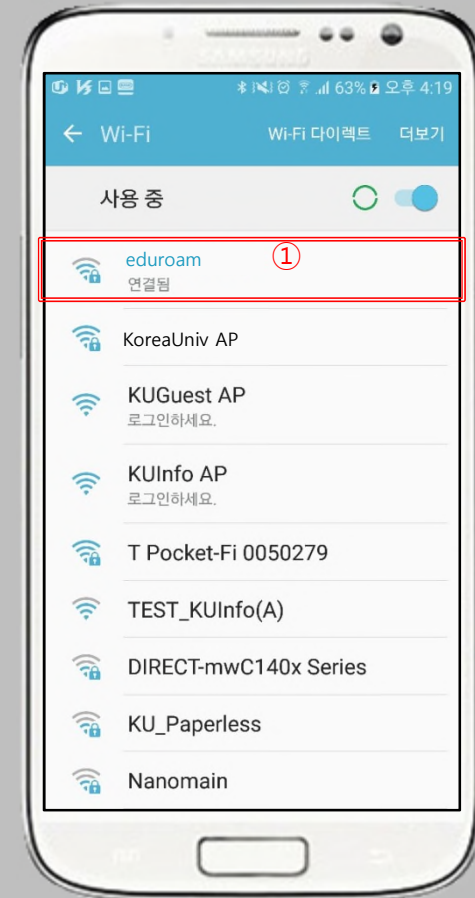 SAMSUNG
63% 오후 4:19
Wi-Fi Wi-Fi 다이렉트 더보기
사용 중
eduroam ①
연결됨
KoreaUniv AP
KUGuest AP
로그인하세요.
KUInfo AP
로그인하세요.
T Pocket-Fi 0050279
TEST_KUInfo(A)
DIRECT-mwC140x Series
KU_Paperless
Nanomain